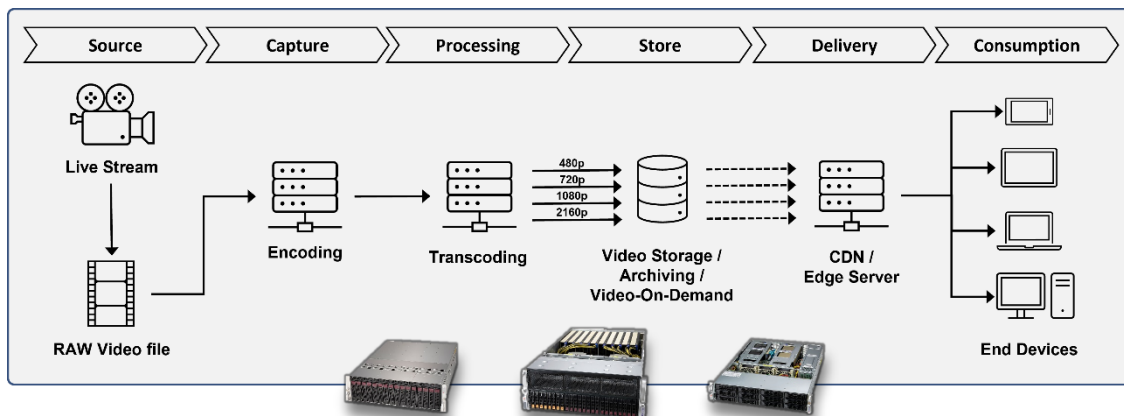 Source
Capture
Processing
Store
Delivery
Consumption
Live Stream
RAW Video file
Encoding
Transcoding
480p
720p
1080p
2160p
Video Storage /
Archiving /
Video-On-Demand
CDN /
Edge Server
End Devices